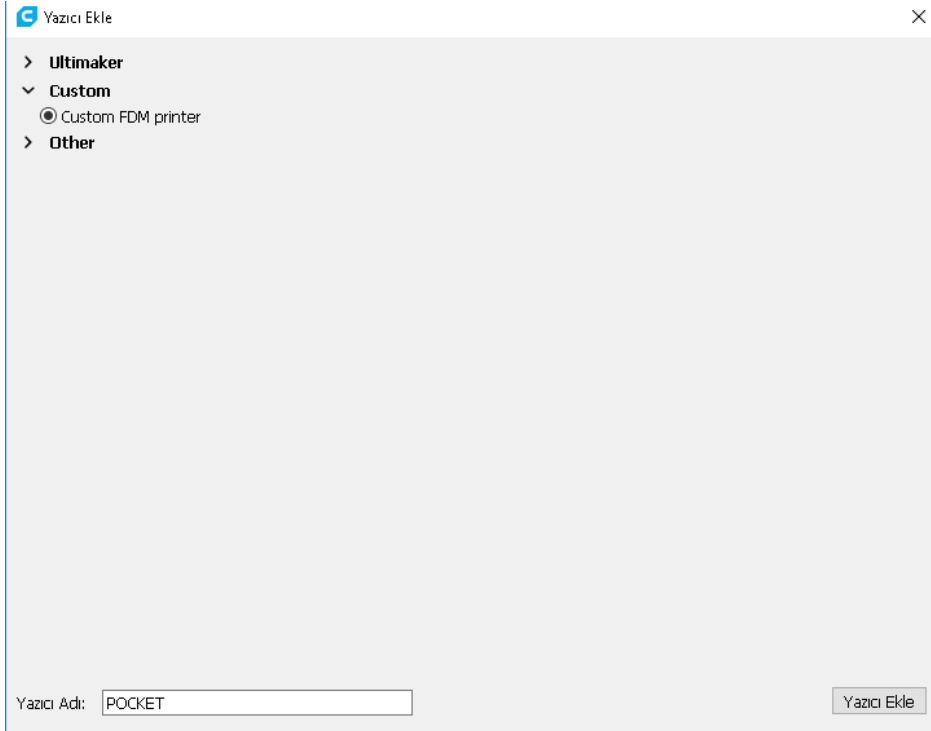 Yazıcı Ekle
Ultimaker
Custom
Custom FDM printer
Other
Yazıcı Adı: POCKET
Yazıcı Ekle